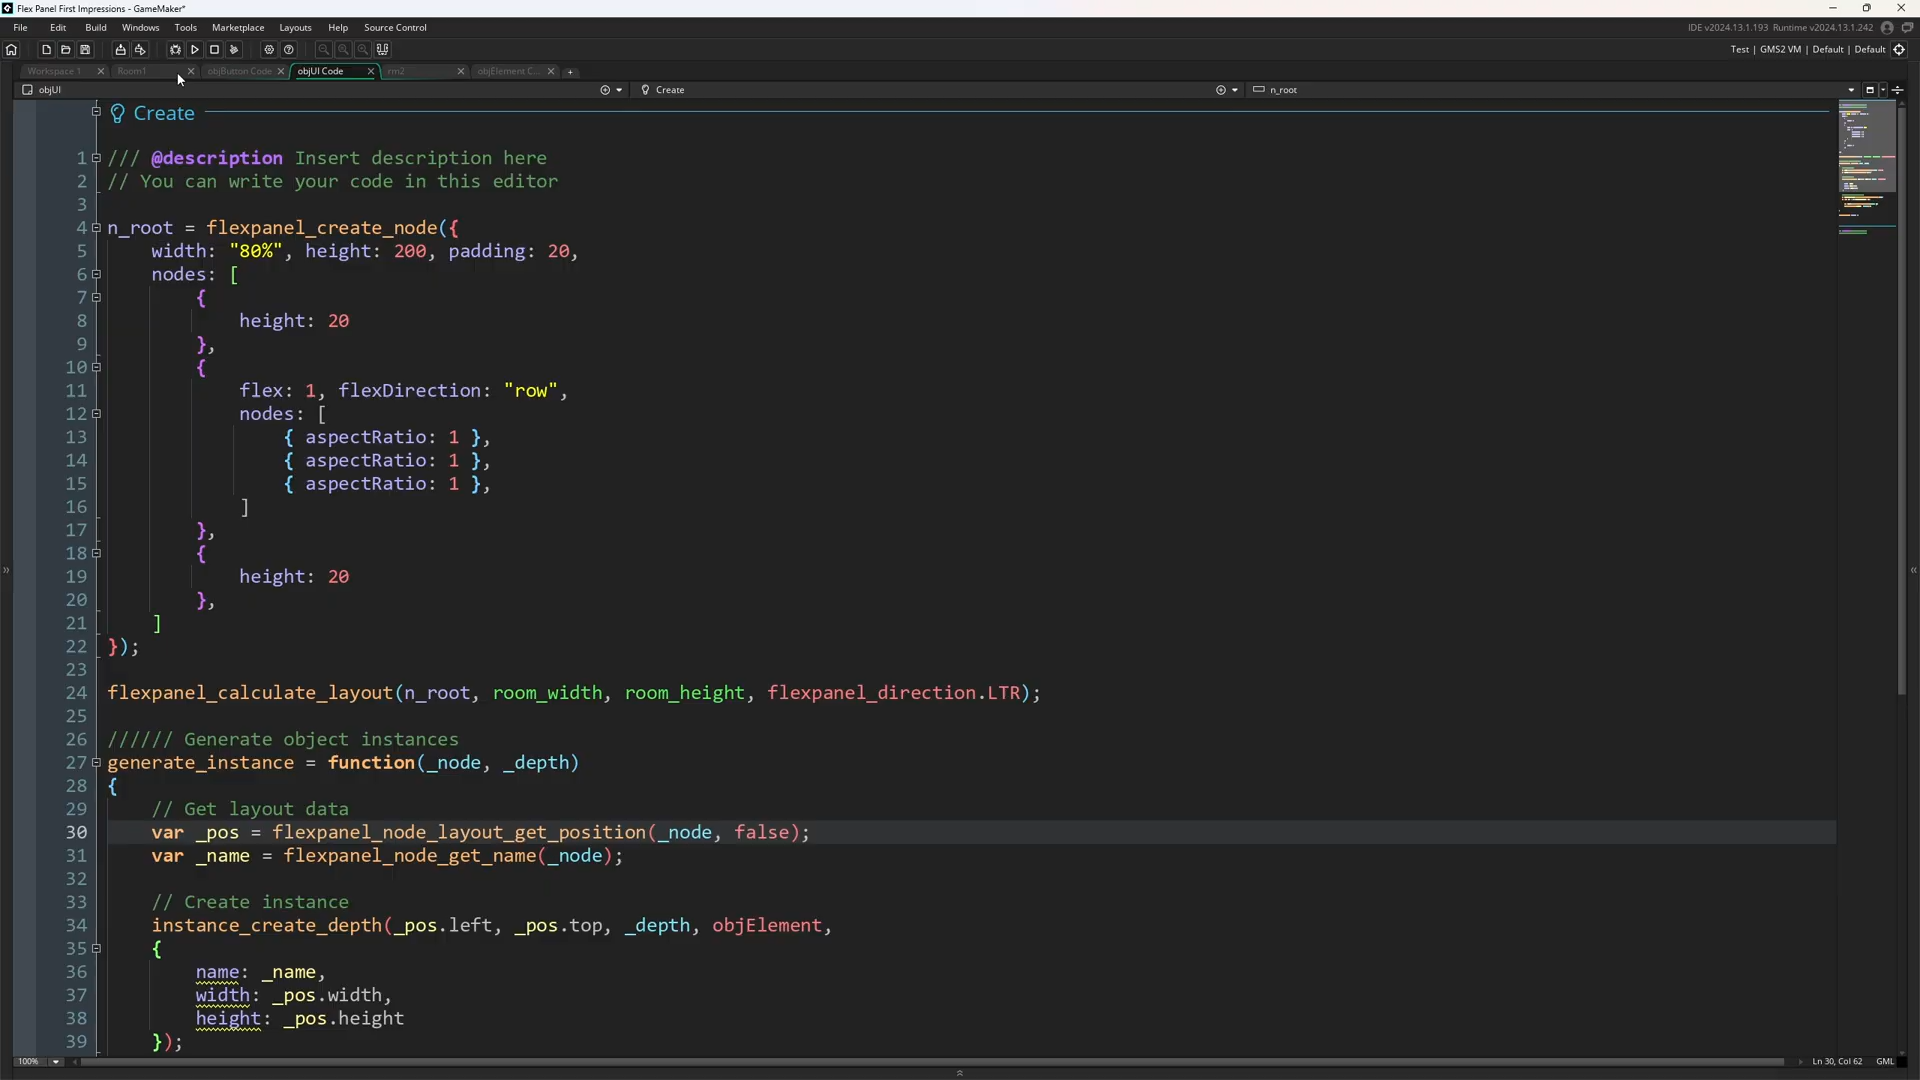 Flex Panel First Impressions - GameMaker*
File Edit Build Windows Tools Marketplace Layouts Help Source Control
IDE v2024.13.1.193 Runtime v2024.13.1.242
Test | GMS2 VM | Default | Default
Workspace 1 Room1 objButton Code objUI Code rm2 objElement C...
objUI Create n_root
Create
1 /// @description Insert description here
2 // You can write your code in this editor
3
4 n_root = flexpanel_create_node({
5 width: "80%", height: 200, padding: 20,
6 nodes: [
7 {
8 height: 20
9 },
10 {
11 flex: 1, flexDirection: "row",
12 nodes: [
13 { aspectRatio: 1 },
14 { aspectRatio: 1 },
15 { aspectRatio: 1 },
16 ]
17 },
18 {
19 height: 20
20 },
21 ]
22 });
23
24 flexpanel_calculate_layout(n_root, room_width, room_height, flexpanel_direction.LTR);
25
26 ////// Generate object instances
27 generate_instance = function(_node, _depth)
28 {
29 // Get layout data
30 var _pos = flexpanel_node_layout_get_position(_node, false);
31 var _name = flexpanel_node_get_name(_node);
32
33 // Create instance
34 instance_create_depth(_pos.left, _pos.top, _depth, objElement,
35 {
36 name: _name,
37 width: _pos.width,
38 height: _pos.height
39 });
100% Ln 30, Col 62 GML